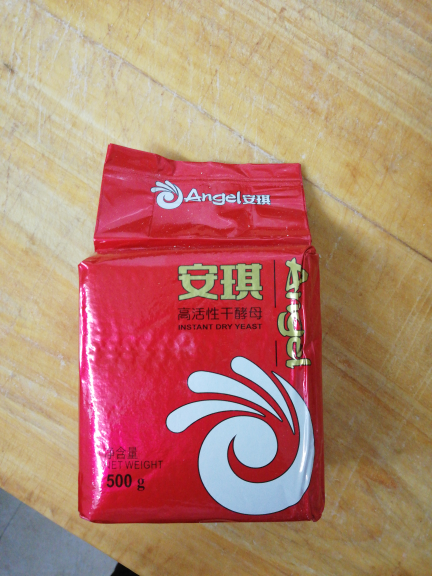 Angel安琪
安琪
高活性干酵母
INSTANT DRY YEAST
Angel
净含量
NET WEIGHT
500 g